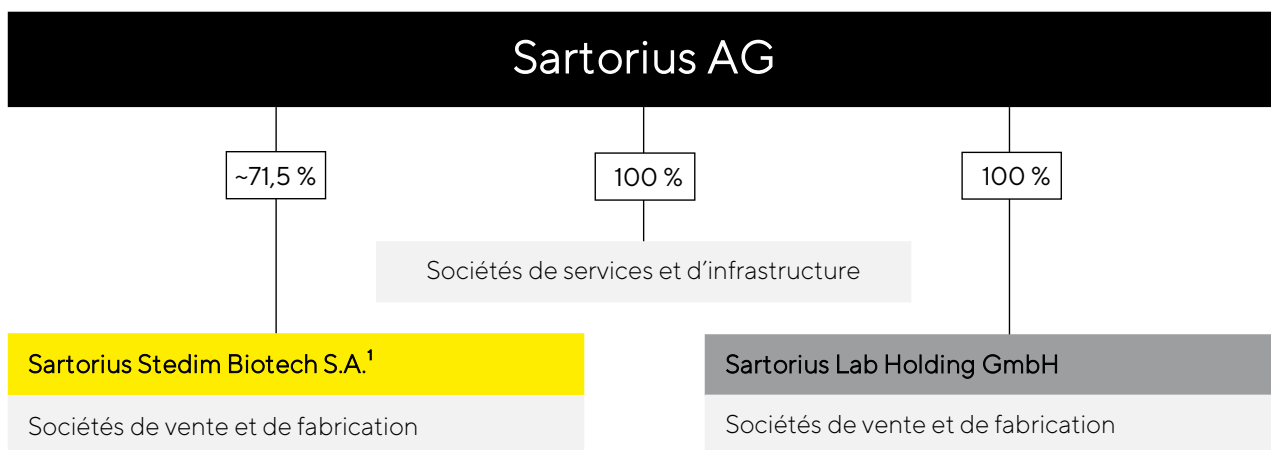 Sartorius AG
~71,5 %
100 %
100 %
Sociétés de services et d’infrastructure
Sartorius Stedim Biotech S.A.¹
Sartorius Lab Holding GmbH
Sociétés de vente et de fabrication
Sociétés de vente et de fabrication